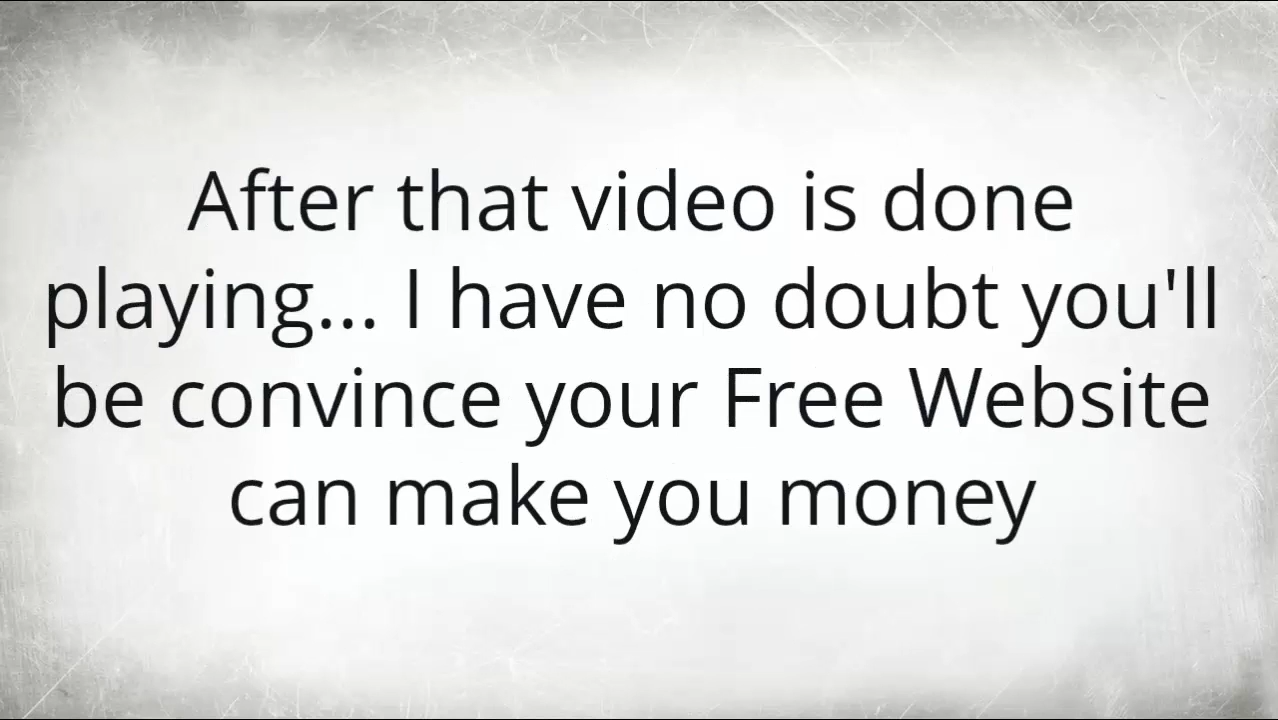 After that video is done
playing... I have no doubt you'll
be convince your Free Website
can make you money